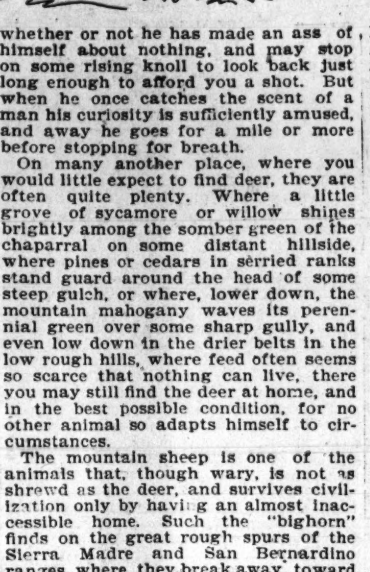 whether or not he has made an ass of
himself about nothing, and may stop
on some rising knoll to look back just
long enough to afford you a shot. But
when he once catches the scent of a
man his curiosity is sufficiently amused,
and away he goes for a mile or more
before stopping for breath.
On many another place, where you
would little expect to find deer, they are
often quite plenty. Where a little
grove of sycamore or willow shines
brightly among the somber green of the
chaparral on some distant hillside,
where pines or cedars in serried ranks
stand guard around the head of some
steep gulch, or where, lower down, the
mountain mahogany waves its peren-
nial green over some sharp gully, and
even low down in the drier belts in the
low rough hills, where feed often seems
so scarce that nothing can live, there
you may still find the deer at home, and
in the best possible condition, for no
other animal so adapts himself to cir-
cumstances.
The mountain sheep is one of the
animals that, though wary, is not as
shrewd as the deer, and survives civil-
ization only by having an almost inac-
cessible home. Such the "bighorn"
finds on the great rough spurs of the
Sierra Madre and San Bernardino
ranges where they break away toward